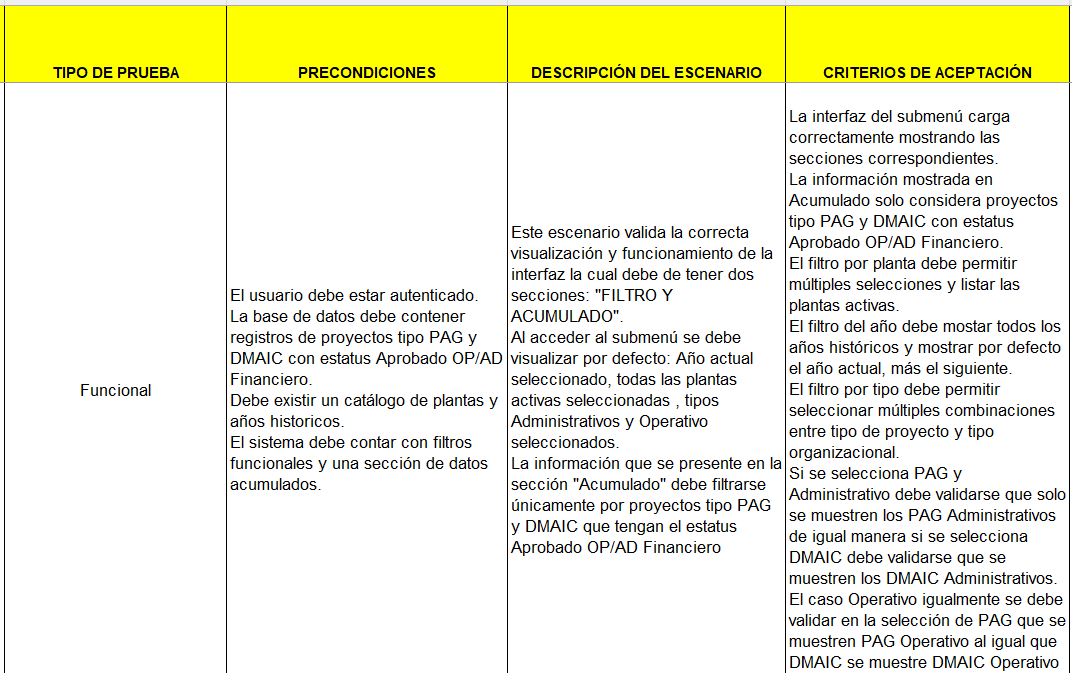 TIPO DE PRUEBA
PRECONDICIONES
DESCRIPCIÓN DEL ESCENARIO
CRITERIOS DE ACEPTACIÓN
Funcional
El usuario debe estar autenticado.
La base de datos debe contener
registros de proyectos tipo PAG y
DMAIC con estatus Aprobado OP/AD
Financiero.
Debe existir un catálogo de plantas y
años historicos.
El sistema debe contar con filtros
funcionales y una sección de datos
acumulados.
Este escenario valida la correcta
visualización y funcionamiento de la
interfaz la cual debe de tener dos
secciones: "FILTRO Y
ACUMULADO".
Al acceder al submenú se debe
visualizar por defecto: Año actual
seleccionado, todas las plantas
activas seleccionadas , tipos
Administrativos y Operativo
seleccionados.
La información que se presente en la
sección "Acumulado" debe filtrarse
únicamente por proyectos tipo PAG
y DMAIC que tengan el estatus
Aprobado OP/AD Financiero
La interfaz del submenú carga
correctamente mostrando las
secciones correspondientes.
La información mostrada en
Acumulado solo considera proyectos
tipo PAG y DMAIC con estatus
Aprobado OP/AD Financiero.
El filtro por planta debe permitir
múltiples selecciones y listar las
plantas activas.
El filtro del año debe mostar todos los
años históricos y mostrar por defecto
el año actual, más el siguiente.
El filtro por tipo debe permitir
seleccionar múltiples combinaciones
entre tipo de proyecto y tipo
organizacional.
Si se selecciona PAG y
Administrativo debe validarse que solo
se muestren los PAG Administrativos
de igual manera si se selecciona
DMAIC debe validarse que se
muestren los DMAIC Administrativos.
El caso Operativo igualmente se debe
validar en la selección de PAG que se
muestren PAG Operativo al igual que
DMAIC se muestre DMAIC Operativo